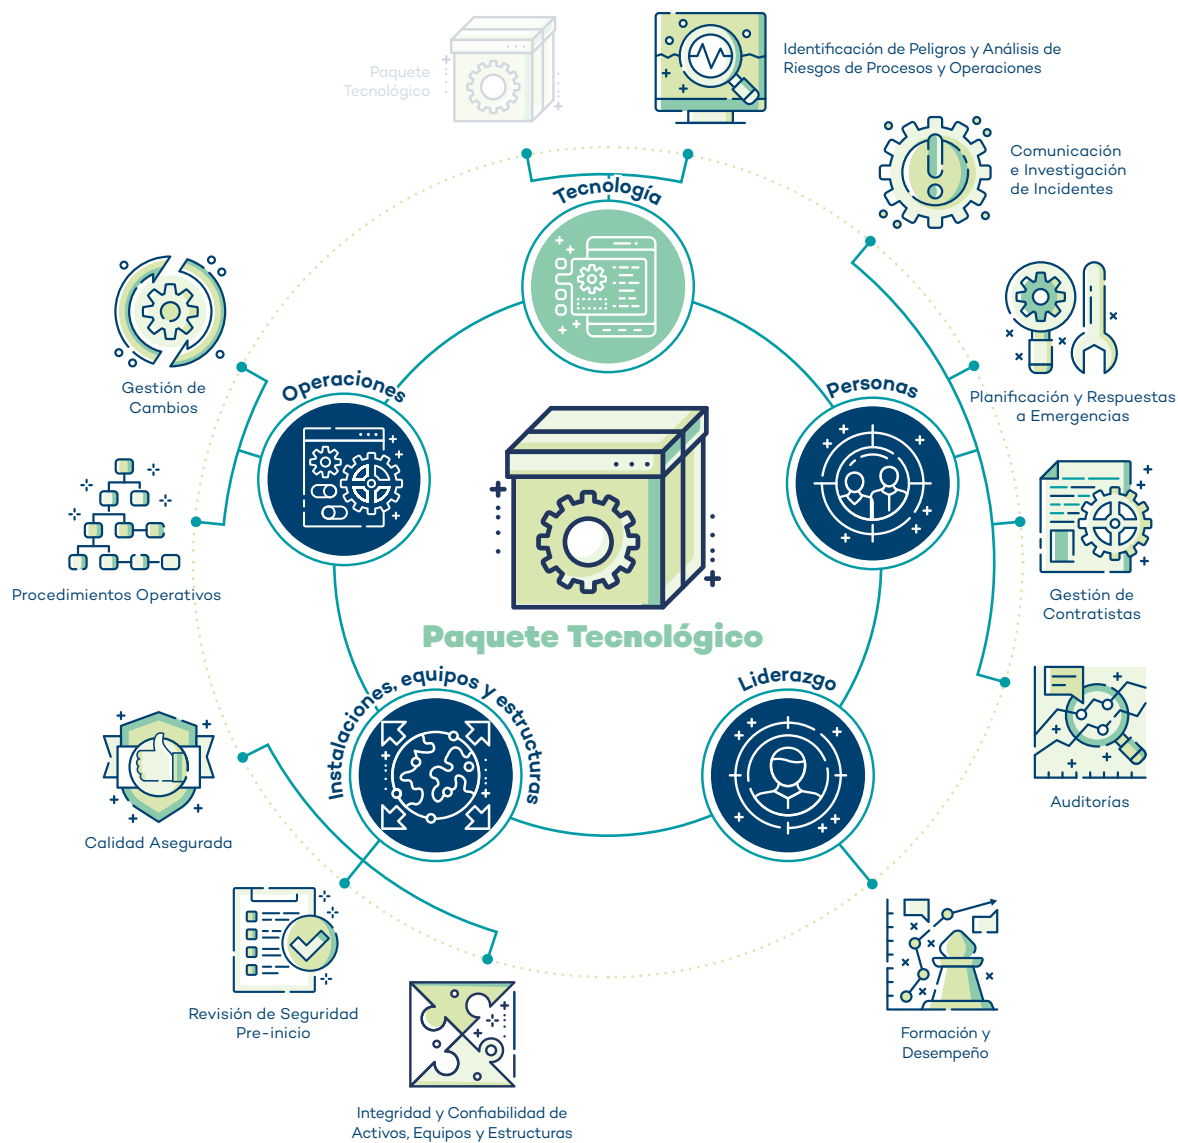 Paquete
Tecnológico
Identificación de Peligros y Análisis de
Riesgos de Procesos y Operaciones
Comunicación
e Investigación
de Incidentes
Tecnología
Gestión de
Cambios
Operaciones
Personas
Planificación y Respuestas
a Emergencias
Procedimientos Operativos
Gestión de
Contratistas
Paquete Tecnológico
Instalaciones, equipos y estructuras
Liderazgo
Auditorías
Calidad Asegurada
Revisión de Seguridad
Pre-inicio
Formación y
Desempeño
Integridad y Confiabilidad de
Activos, Equipos y Estructuras